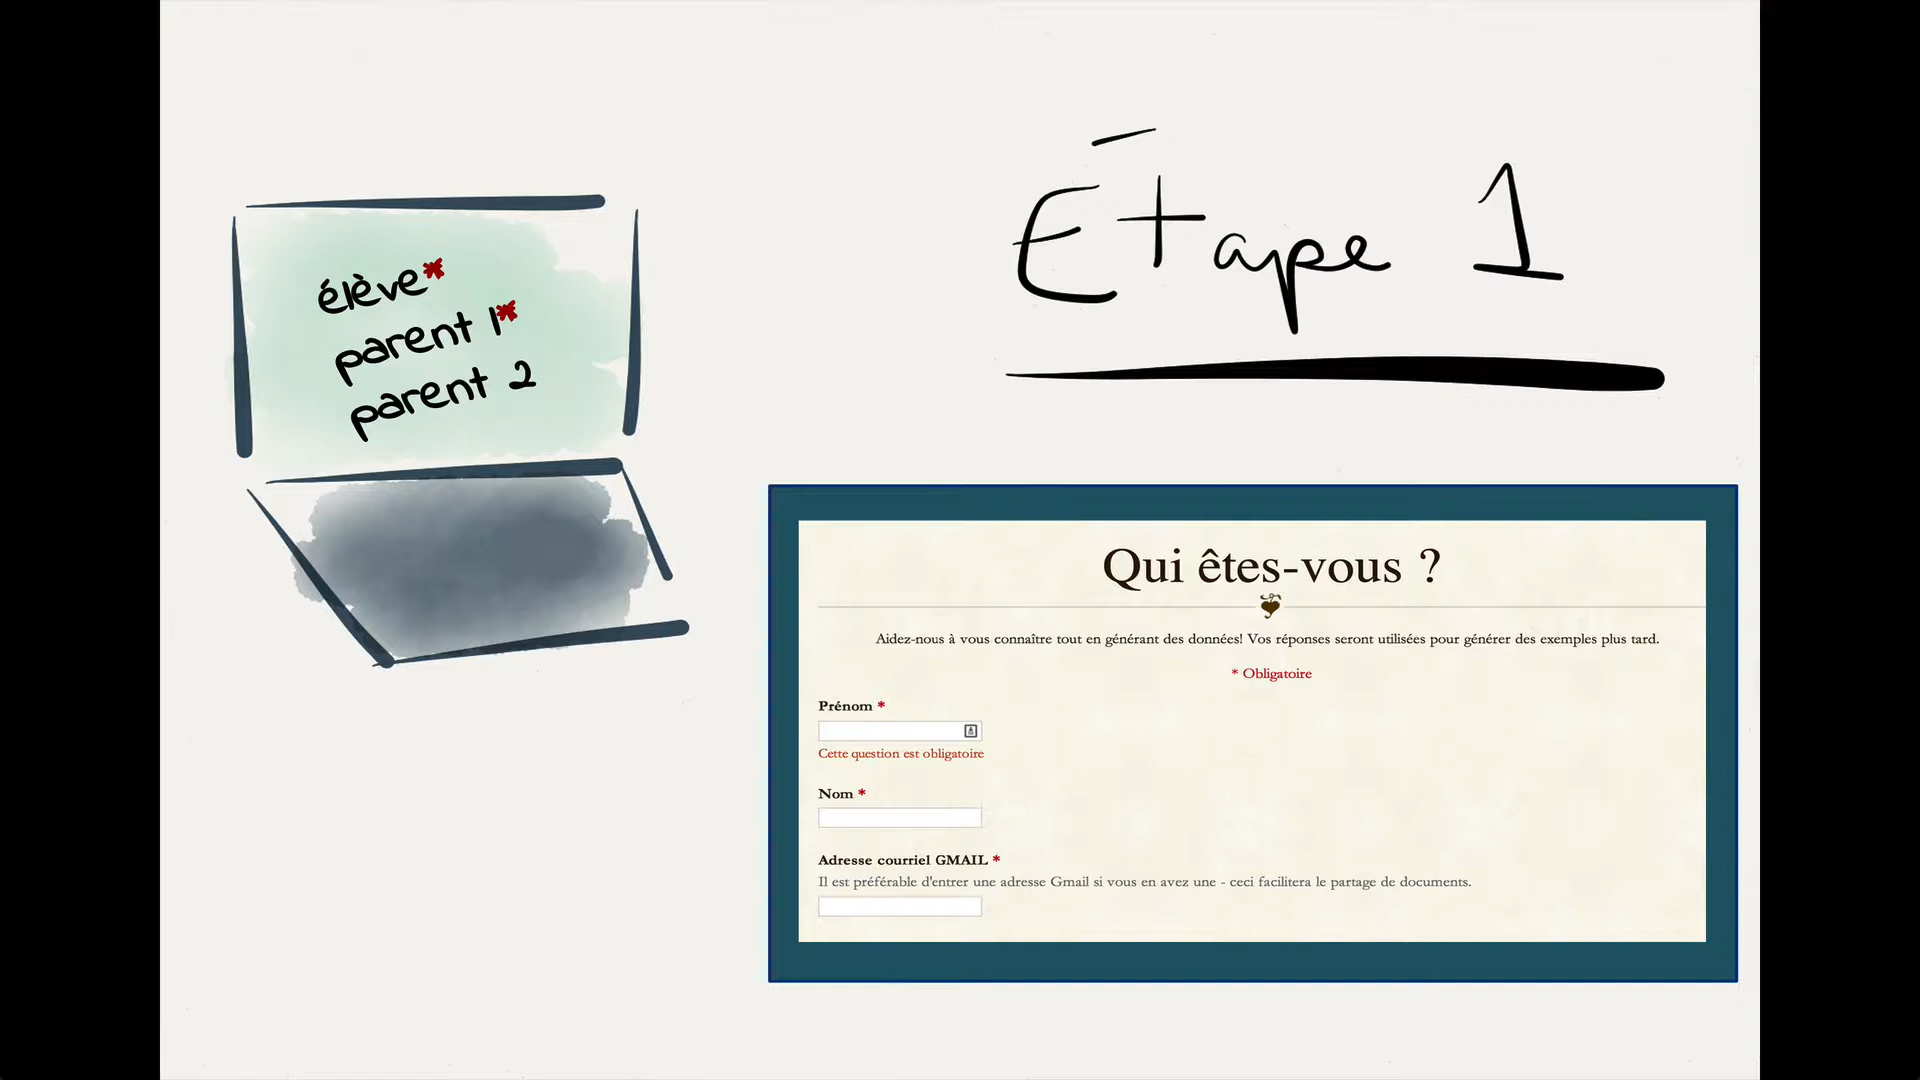 élève*
parent 1*
parent 2
Étape 1
Qui êtes-vous ?
Aidez-nous à vous connaître tout en générant des données! Vos réponses seront utilisées pour générer des exemples plus tard.
* Obligatoire
Prénom *
Cette question est obligatoire
Nom *
Adresse courriel GMAIL *
Il est préférable d'entrer une adresse Gmail si vous en avez une - ceci facilitera le partage de documents.